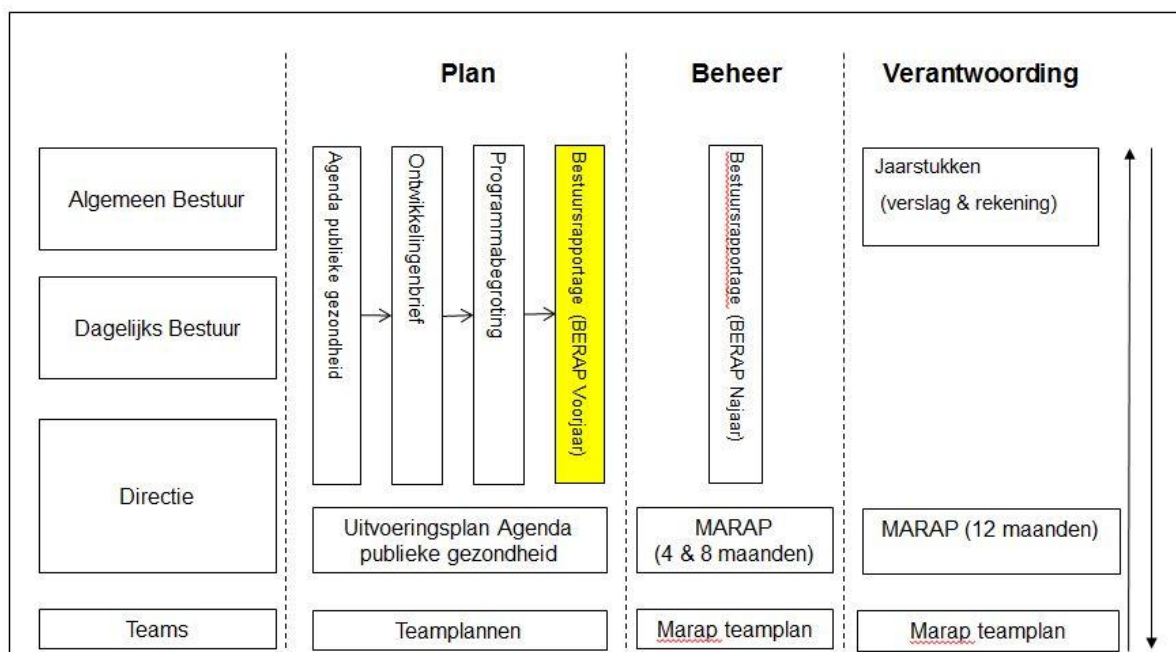 Plan
Beheer
Verantwoording
Algemeen Bestuur
Dagelijks Bestuur
Directie
Teams
Agenda publieke gezondheid
Ontwikkelingenbrief
Programmabegroting
Bestuursrapportage (BERAP Voorjaar)
Uitvoeringsplan Agenda
publieke gezondheid
Teamplannen
Bestuursrapportage (BERAP Najaar)
MARAP
(4 & 8 maanden)
Marap teamplan
Jaarstukken
(verslag & rekening)
MARAP (12 maanden)
Marap teamplan